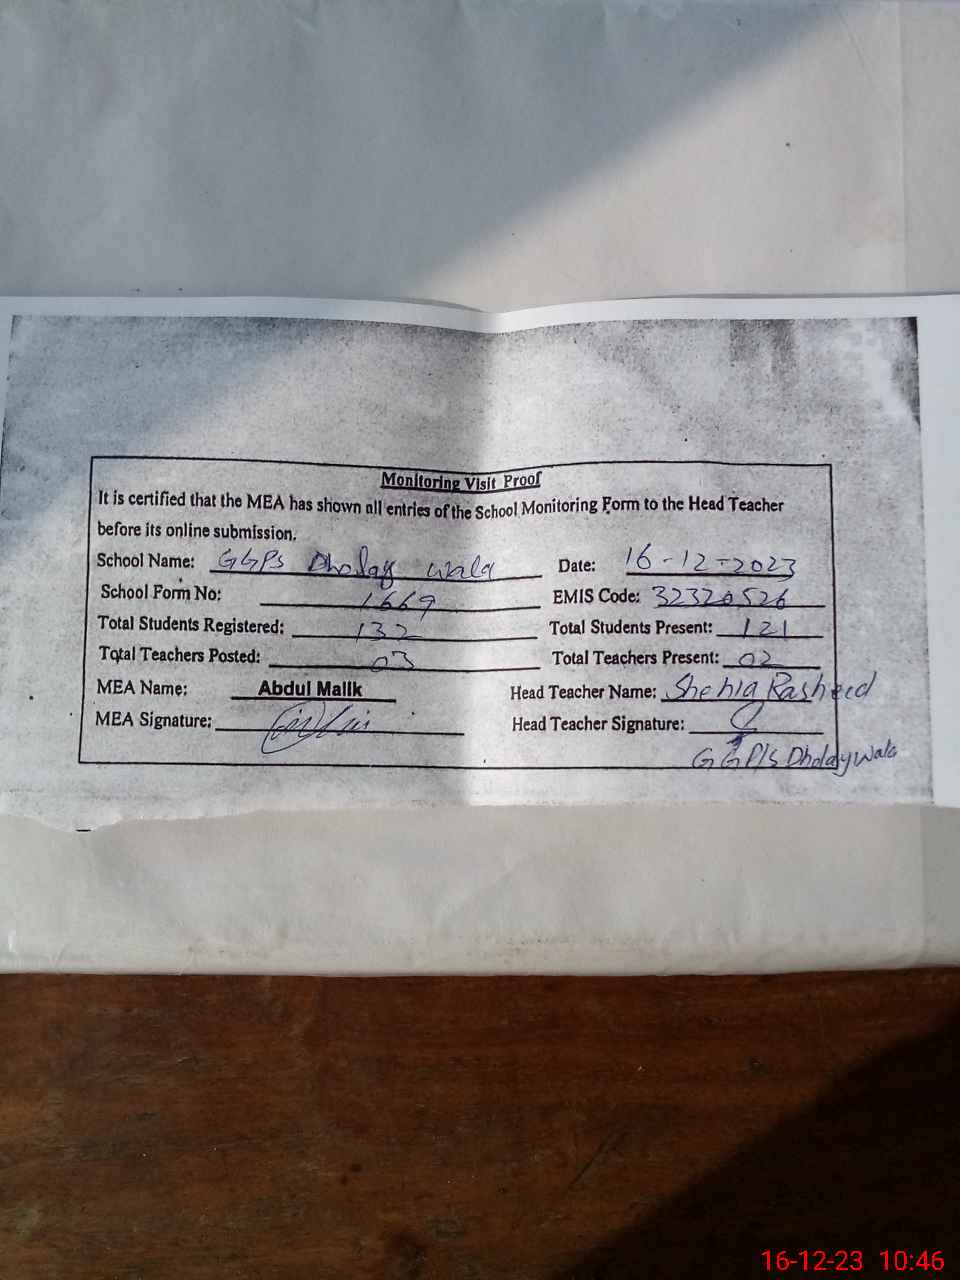 Monitoring Visit Proof
It is certified that the MEA has shown all entries of the School Monitoring Form to the Head Teacher
before its online submission.
School Name: GGPS Dholay wala Date: 16-12-2023
School Form No: 1669 EMIS Code: 32320526
Total Students Registered: 132 Total Students Present: 121
Total Teachers Posted: 03 Total Teachers Present: 02
MEA Name: Abdul Malik Head Teacher Name: Rasheed
MEA Signature: Head Teacher Signature:
GGP/S Dholaywala
16-12-23 10:46